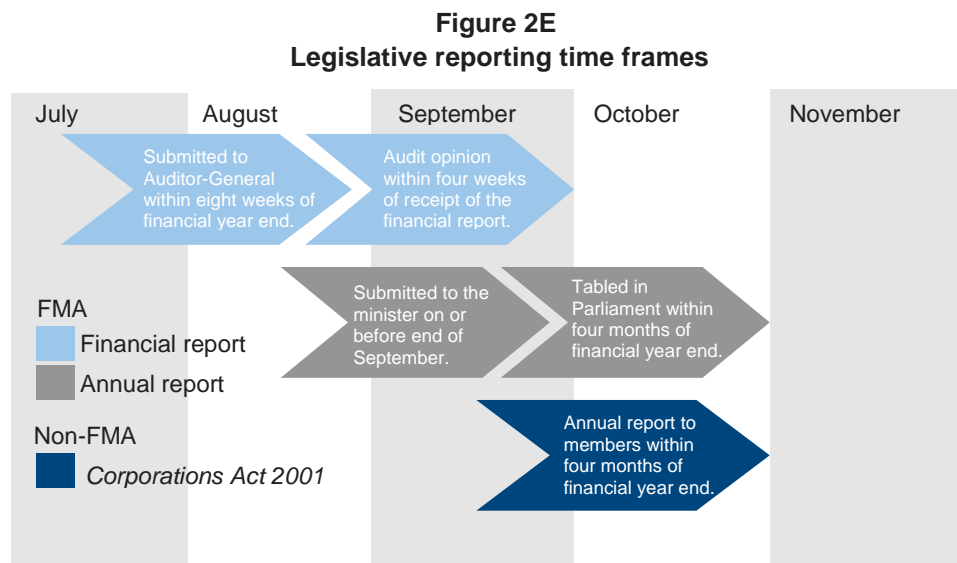 Figure 2E
Legislative reporting time frames
July
August
September
October
November
Submitted to
Auditor-General
within eight weeks of
financial year end.
Audit opinion
within four weeks
of receipt of the
financial report.
Submitted to the
minister on or
before end of
September.
Tabled in
Parliament within
four months of
financial year end.
FMA
Financial report
Annual report
Non-FMA
Corporations Act 2001
Annual report to
members within
four months of
financial year end.